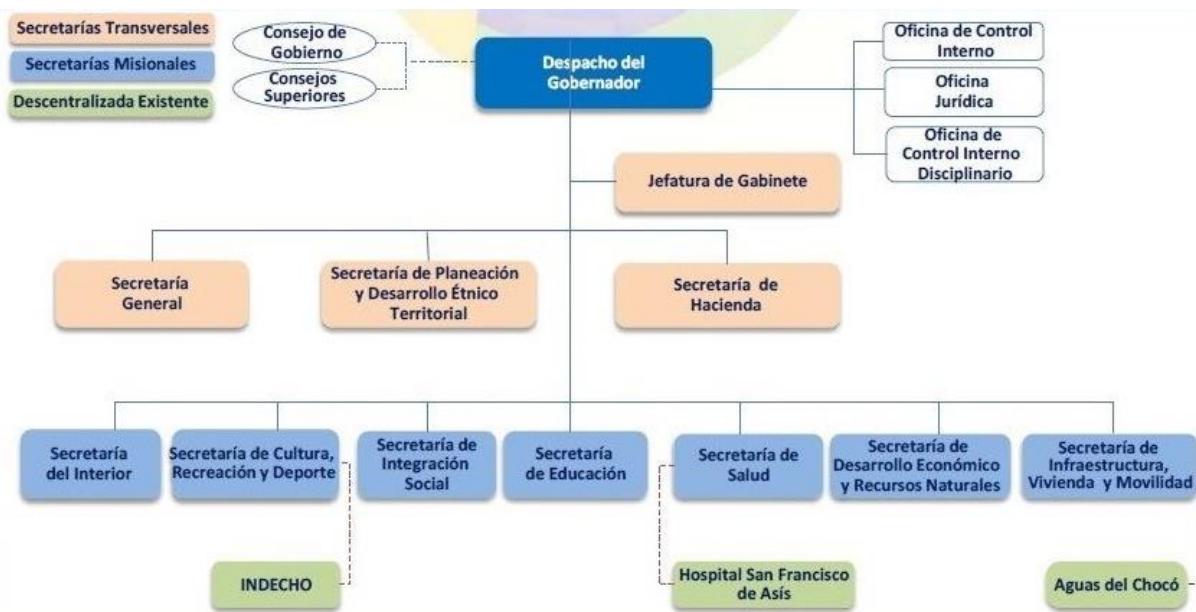 Secretarías Transversales
Secretarías Misionales
Descentralizada Existente
Consejo de
Gobierno
Consejos
Superiores
Despacho del
Gobernador
Oficina de Control
Interno
Oficina
Jurídica
Oficina de
Control Interno
Disciplinario
Jefatura de Gabinete
Secretaría
General
Secretaría de Planeación
y Desarrollo Étnico
Territorial
Secretaría de
Hacienda
Secretaría
del Interior
Secretaría de Cultura,
Recreación y Deporte
Secretaría de
Integración
Social
Secretaría
de Educación
Secretaría de
Salud
Secretaría de
Desarrollo Económico
y Recursos Naturales
Secretaría de
Infraestructura,
Vivienda y Movilidad
INDECHO
Hospital San Francisco
de Asís
Aguas del Chocó